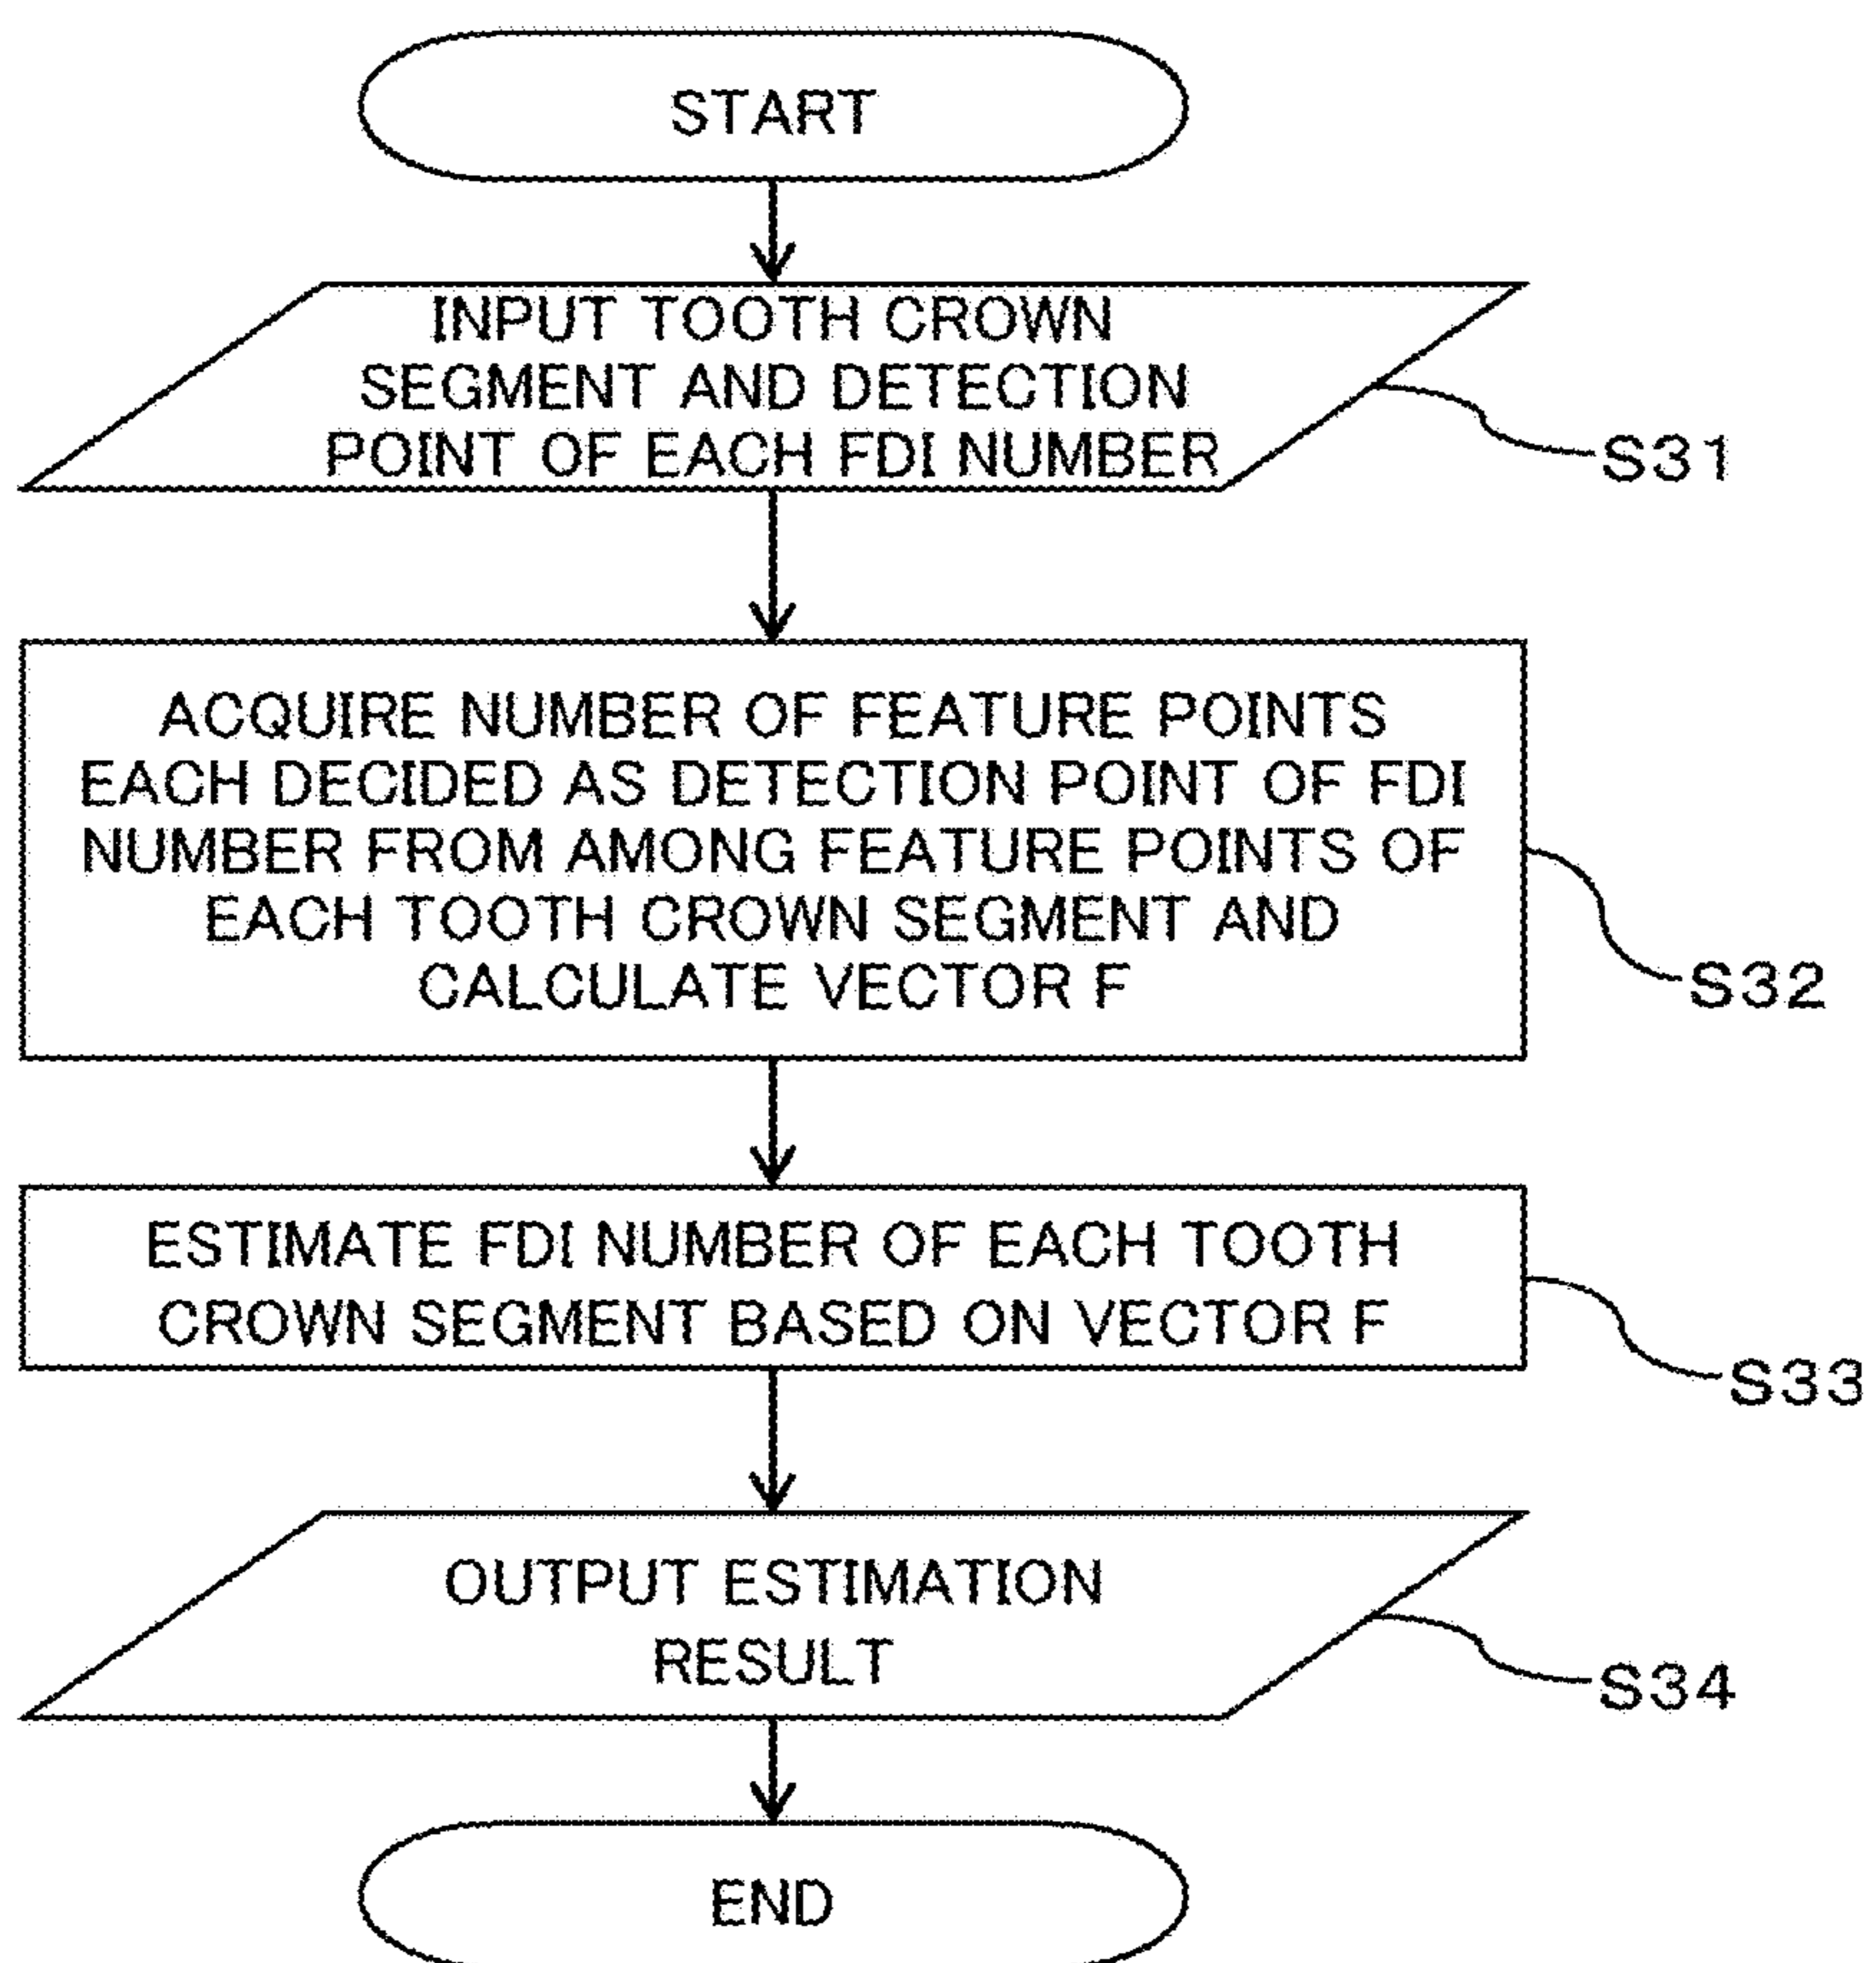 START
INPUT TOOTH CROWN
SEGMENT AND DETECTION
POINT OF EACH FDI NUMBER
S31
ACQUIRE NUMBER OF FEATURE POINTS
EACH DECIDED AS DETECTION POINT OF FDI
NUMBER FROM AMONG FEATURE POINTS OF
EACH TOOTH CROWN SEGMENT AND
CALCULATE VECTOR F
S32
ESTIMATE FDI NUMBER OF EACH TOOTH
CROWN SEGMENT BASED ON VECTOR F
S33
OUTPUT ESTIMATION
RESULT
S34
END